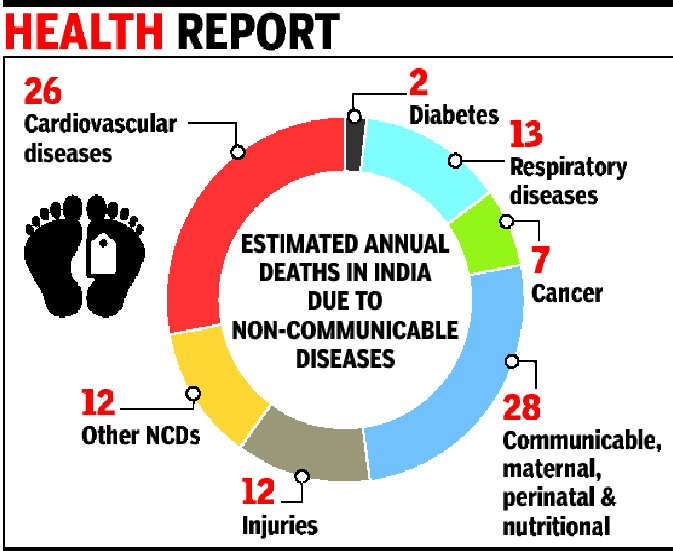 HEALTH REPORT
26
Cardiovascular
diseases
2
Diabetes
13
Respiratory
diseases
7
Cancer
28
Communicable,
maternal,
perinatal &
nutritional
12
Injuries
12
Other NCDs
ESTIMATED ANNUAL
DEATHS IN INDIA
DUE TO
NON-COMMUNICABLE
DISEASES